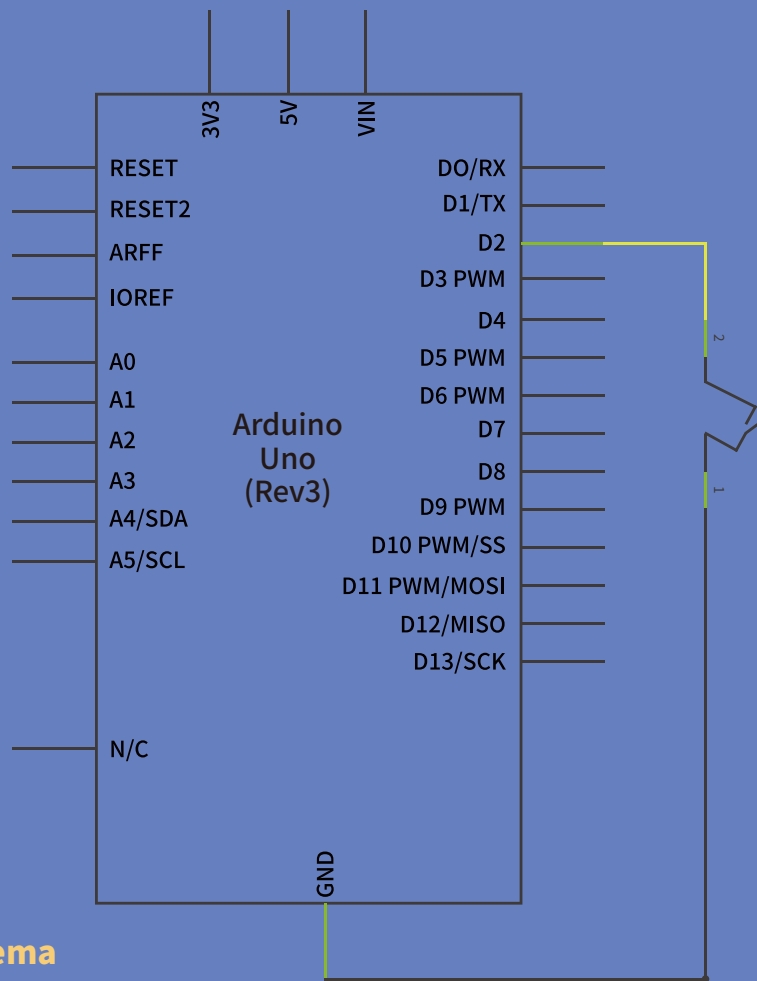 3V3
5V
VIN
RESET
RESET2
ARFF
IOREF
A0
A1
A2
A3
A4/SDA
A5/SCL
N/C
Arduino
Uno
(Rev3)
DO/RX
D1/TX
D2
D3 PWM
D4
D5 PWM
D6 PWM
D7
D8
D9 PWM
D10 PWM/SS
D11 PWM/MOSI
D12/MISO
D13/SCK
2
1
GND
ema